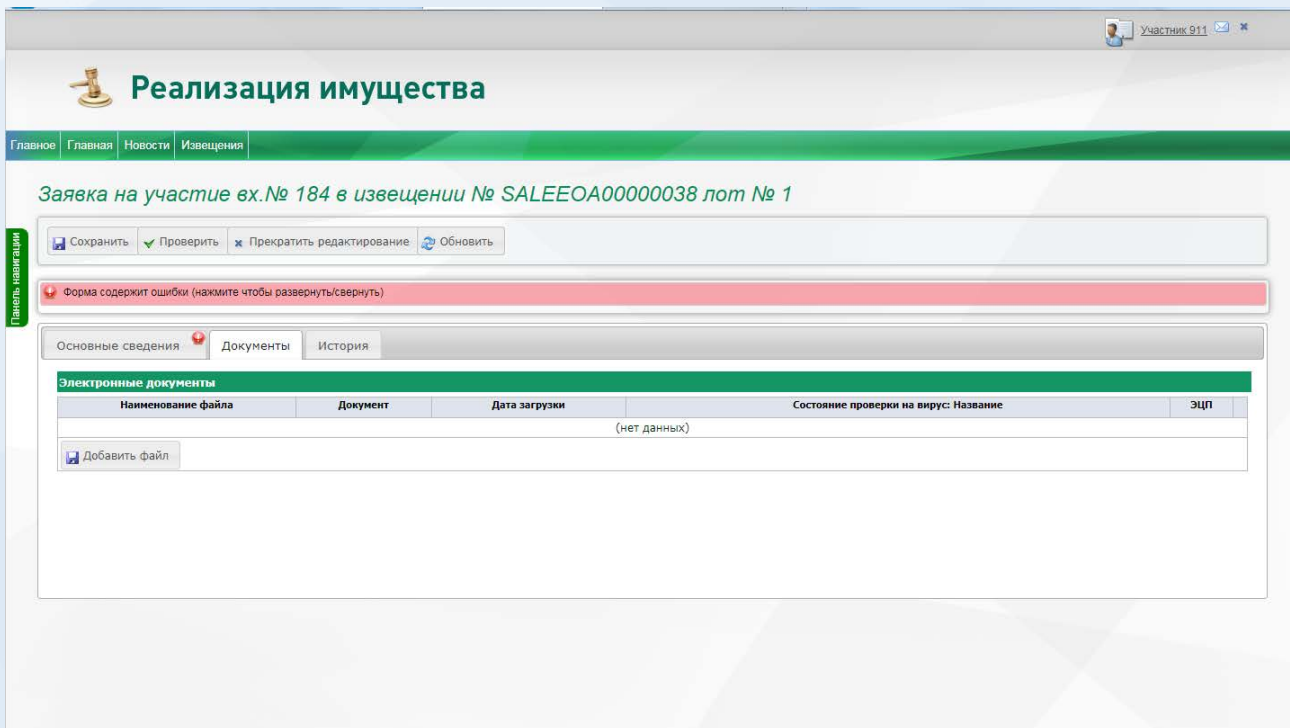 Участник 911
Реализация имущества
Главное Главная Новости Извещения
Заявка на участие вх.№ 184 в извещении № SALEEOA00000038 лот № 1
Панель навигации
Сохранить Проверить Прекратить редактирование Обновить
Форма содержит ошибки (нажмите чтобы развернуть/свернуть)
Основные сведения Документы История
Электронные документы
Наименование файла Документ Дата загрузки Состояние проверки на вирус: Название ЭЦП
(нет данных)
Добавить файл